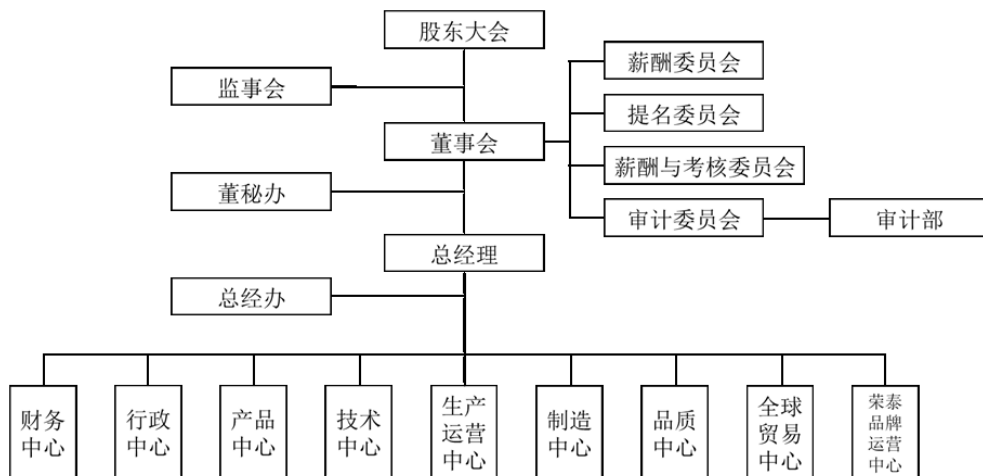 股东大会
薪酬委员会
监事会
提名委员会
董事会
薪酬与考核委员会
董秘办
审计委员会
审计部
总经理
总经办
财务
中心
行政
中心
产品
中心
技术
中心
生产
运营
中心
制造
中心
品质
中心
全球
贸易
中心
荣泰
品牌
运营
中心